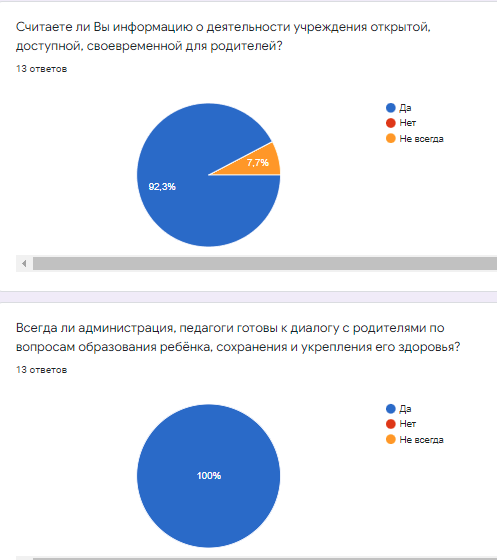 Считаете ли Вы информацию о деятельности учреждения открытой,
доступной, своевременной для родителей?
13 ответов
Да
Нет
Не всегда
7,7%
92,3%
Всегда ли администрация, педагоги готовы к диалогу с родителями по
вопросам образования ребёнка, сохранения и укрепления его здоровья?
13 ответов
Да
Нет
Не всегда
100%